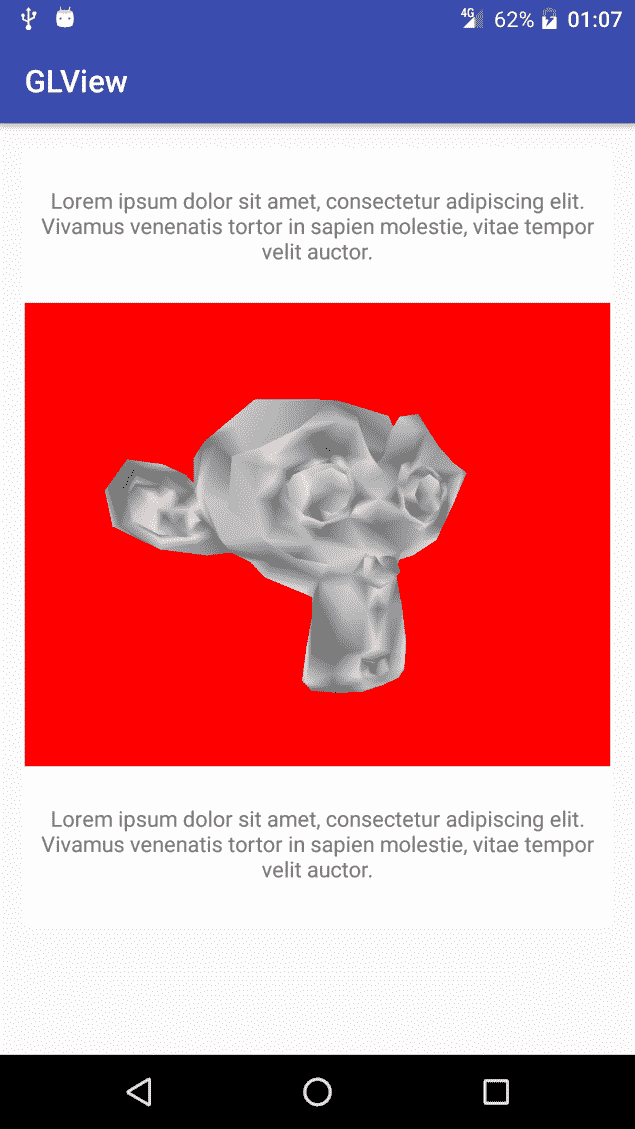 4G 62% 01:07
GLView
Lorem ipsum dolor sit amet, consectetur adipiscing elit.
Vivamus venenatis tortor in sapien molestie, vitae tempor
velit auctor.
Lorem ipsum dolor sit amet, consectetur adipiscing elit.
Vivamus venenatis tortor in sapien molestie, vitae tempor
velit auctor.